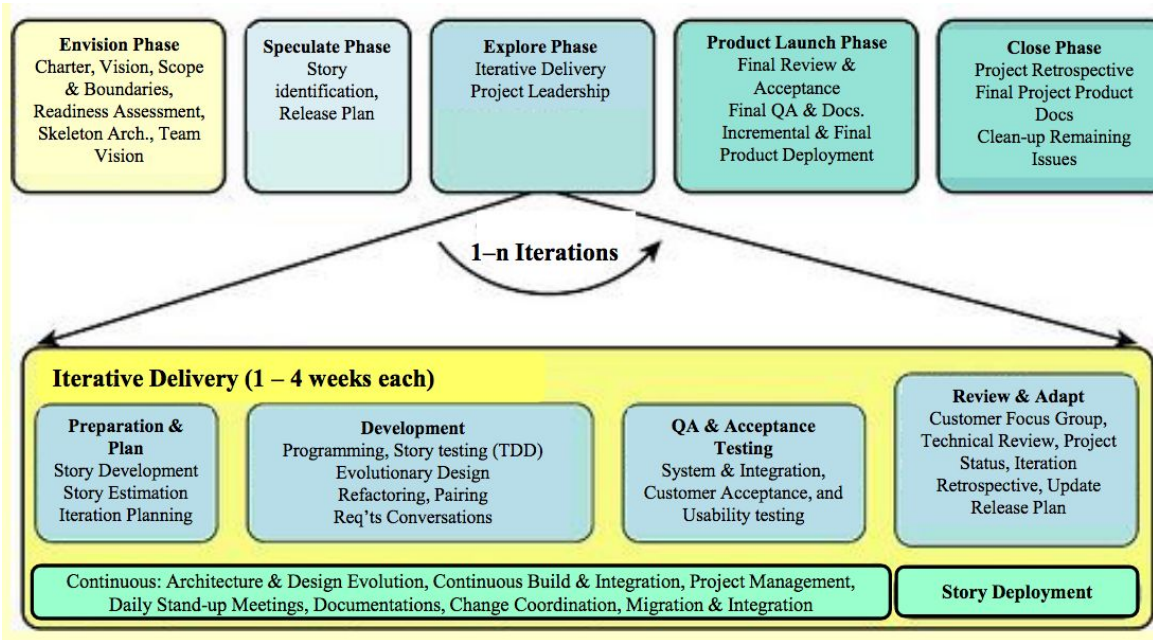 Envision Phase
Charter, Vision, Scope
& Boundaries,
Readiness Assessment,
Skeleton Arch., Team
Vision
Speculate Phase
Story
identification,
Release Plan
Explore Phase
Iterative Delivery
Project Leadership
Product Launch Phase
Final Review &
Acceptance
Final QA & Docs.
Incremental & Final
Product Deployment
Close Phase
Project Retrospective
Final Project Product
Docs
Clean-up Remaining
Issues
1–n Iterations
Iterative Delivery (1 – 4 weeks each)
Preparation &
Plan
Story Development
Story Estimation
Iteration Planning
Development
Programming, Story testing (TDD)
Evolutionary Design
Refactoring, Pairing
Req’ts Conversations
QA & Acceptance
Testing
System & Integration,
Customer Acceptance, and
Usability testing
Review & Adapt
Customer Focus Group,
Technical Review, Project
Status, Iteration
Retrospective, Update
Release Plan
Continuous: Architecture & Design Evolution, Continuous Build & Integration, Project Management,
Daily Stand-up Meetings, Documentations, Change Coordination, Migration & Integration
Story Deployment